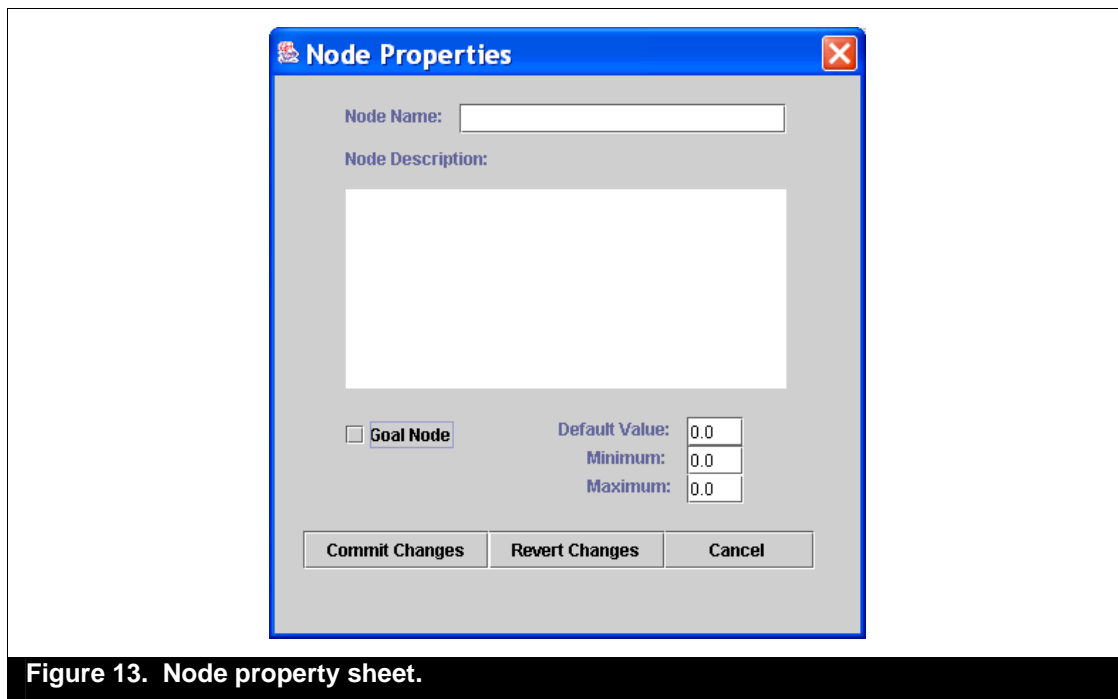 Node Properties
Node Name:
Node Description:
Goal Node
Default Value: 0.0
Minimum: 0.0
Maximum: 0.0
Commit Changes Revert Changes Cancel
Figure 13. Node property sheet.